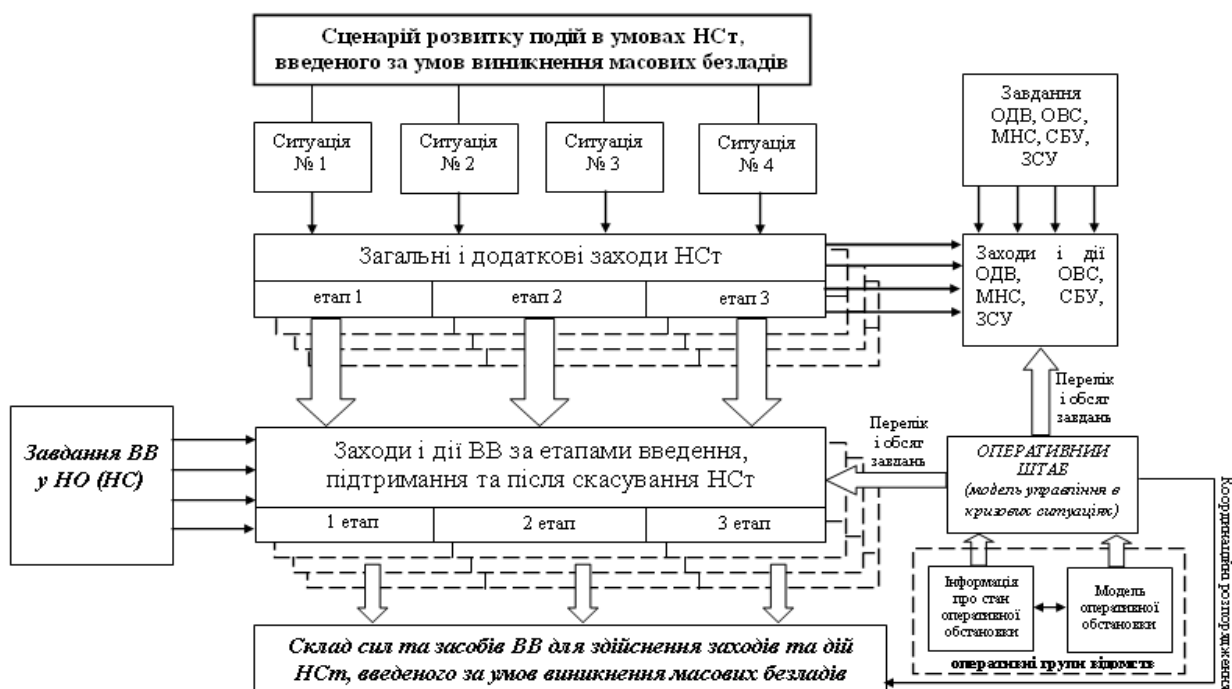 Сценарій розвитку подій в умовах НСт,
введеного за умов виникнення масових безладів
Ситуація
№ 1
Ситуація
№ 2
Ситуація
№ 3
Ситуація
№ 4
Завдання
ОДВ, ОВС,
МНС, СБУ,
ЗСУ
Загальні і додаткові заходи НСт
етап 1
етап 2
етап 3
Заходи і дії
ОДВ, ОВС,
МНС, СБУ,
ЗСУ
Перелік
і обсяг
завдань
Завдання ВВ
у НО (НС)
Заходи і дії ВВ за етапами введення,
підтримання та після скасування НСт
1 етап
2 етап
3 етап
Перелік
і обсяг
завдань
ОПЕРАТИВНИЙ
ШТАБ
(модель управління в
кризових ситуаціях)
Інформація
про стан
оперативної
обстановки
Модель
оперативної
обстановки
оперативні групи відомств
Координаційні розпорядження
Склад сил та засобів ВВ для здійснення заходів та дій
НСт, введеного за умов виникнення масових безладів